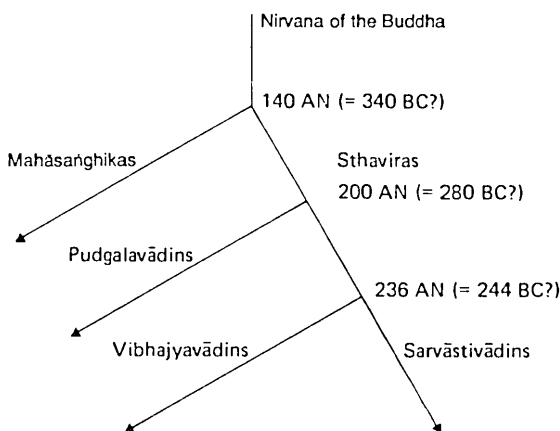 Nirvana of the Buddha
140 AN (= 340 BC?)
Mahāsaṅghikas
Sthaviras
200 AN (= 280 BC?)
Pudgalavādins
236 AN (= 244 BC?)
Vibhajyavādins
Sarvāstivādins